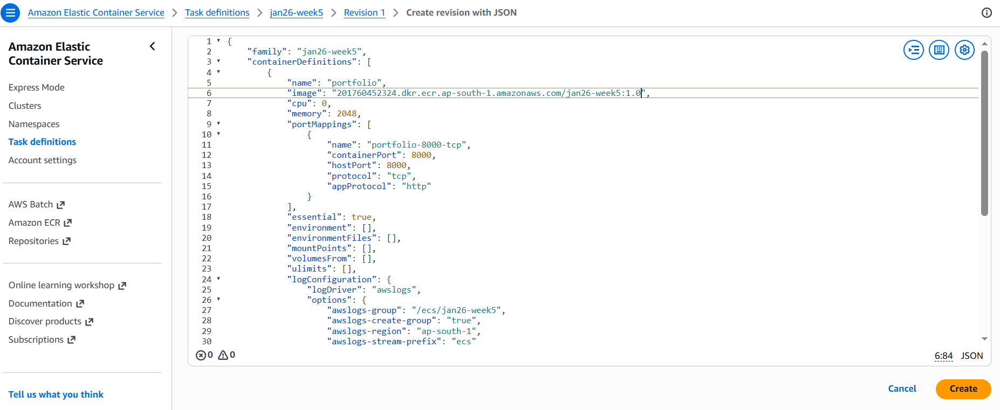 Amazon Elastic Container Service > Task definitions > jan26-week5 > Revision 1 > Create revision with JSON
Amazon Elastic
Container Service
Express Mode
Clusters
Namespaces
Task definitions
Account settings
AWS Batch
Amazon ECR
Repositories
Online learning workshop
Documentation
Discover products
Subscriptions
Tell us what you think
1 {
2 "family": "jan26-week5",
3 "containerDefinitions": [
4 {
5 "name": "portfolio",
6 "image": "201760452324.dkr.ecr.ap-south-1.amazonaws.com/jan26-week5:1.0",
7 "cpu": 0,
8 "memory": 2048,
9 "portMappings": [
10 {
11 "name": "portfolio-8000-tcp",
12 "containerPort": 8000,
13 "hostPort": 8000,
14 "protocol": "tcp",
15 "appProtocol": "http"
16 }
17 ],
18 "essential": true,
19 "environment": [],
20 "environmentFiles": [],
21 "mountPoints": [],
22 "volumesFrom": [],
23 "ulimits": [],
24 "logConfiguration": {
25 "logDriver": "awslogs",
26 "options": {
27 "awslogs-group": "/ecs/jan26-week5",
28 "awslogs-create-group": "true",
29 "awslogs-region": "ap-south-1",
30 "awslogs-stream-prefix": "ecs"
0 0
6:84 JSON
Cancel
Create